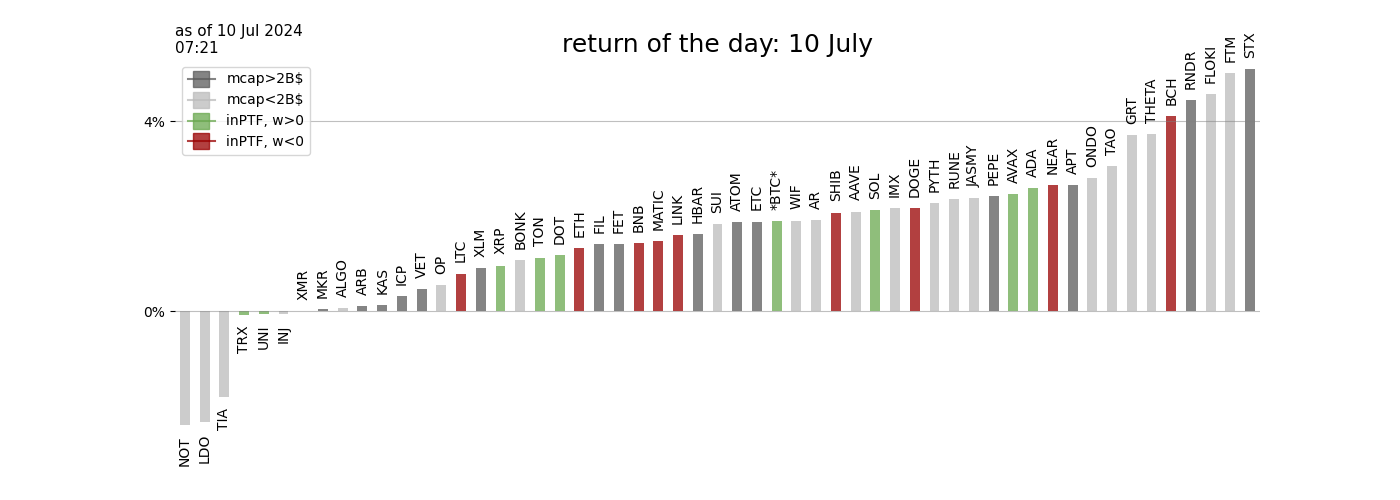 as of 10 Jul 2024
07:21
return of the day: 10 July
mcap>2B$
mcap<2B$
inPTF, w>0
inPTF, w<0
4%
0%
NOT
LDO
TIA
TRX
UNI
INJ
XMR
MKR
ALGO
ARB
KAS
ICP
VET
OP
LTC
XLM
XRP
BONK
TON
DOT
ETH
FIL
FET
BNB
MATIC
LINK
HBAR
SUI
ATOM
ETC
*BTC*
WIF
AR
SHIB
AAVE
SOL
IMX
DOGE
PYTH
RUNE
JASMY
PEPE
AVAX
ADA
NEAR
APT
ONDO
TAO
GRT
THETA
BCH
RNDR
FLOKI
FTM
STX